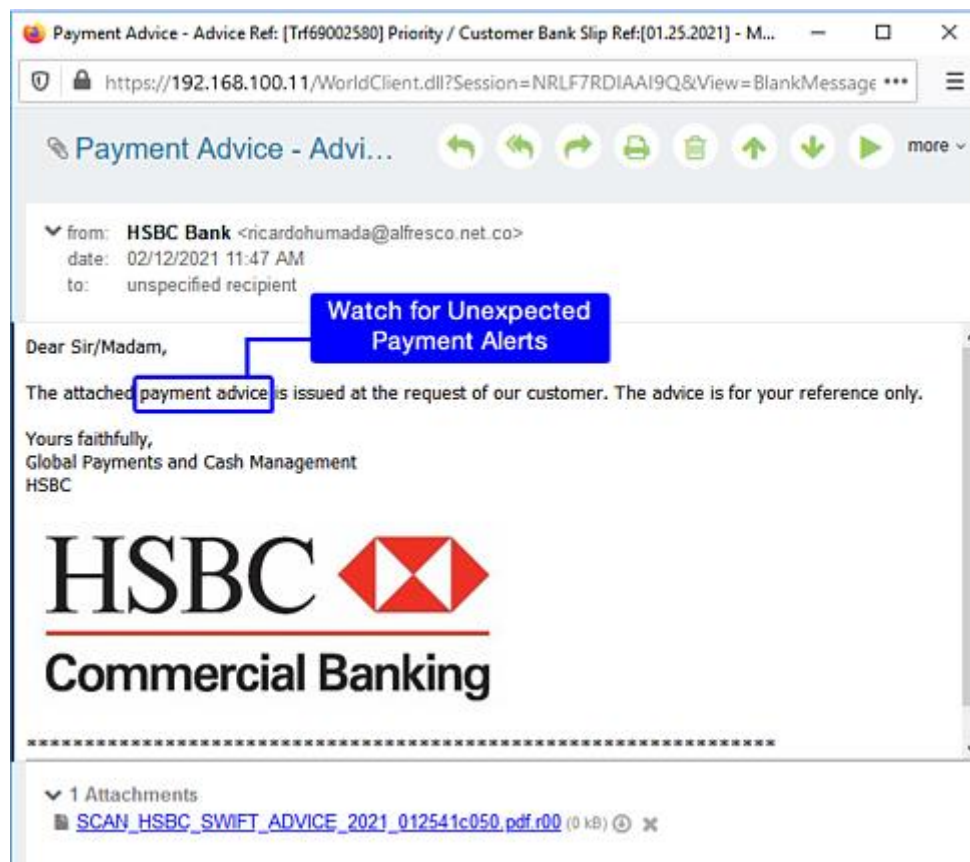 Payment Advice - Advice Ref: [Trf69002580] Priority / Customer Bank Slip Ref:[01.25.2021] - M...
https://192.168.100.11/WorldClient.dll?Session=NRLF7RDIAAI9Q&View=BlankMessage
Payment Advice - Advi...
more
from: HSBC Bank <ricardohumada@alfresco.net.co>
date: 02/12/2021 11:47 AM
to: unspecified recipient
Watch for Unexpected
Payment Alerts
Dear Sir/Madam,
The attached payment advice is issued at the request of our customer. The advice is for your reference only.
Yours faithfully,
Global Payments and Cash Management
HSBC
HSBC
Commercial Banking
******************************************************************************
1 Attachments
SCAN_HSBC_SWIFT_ADVICE_2021_012541c050.pdf.r00 (0 kB)